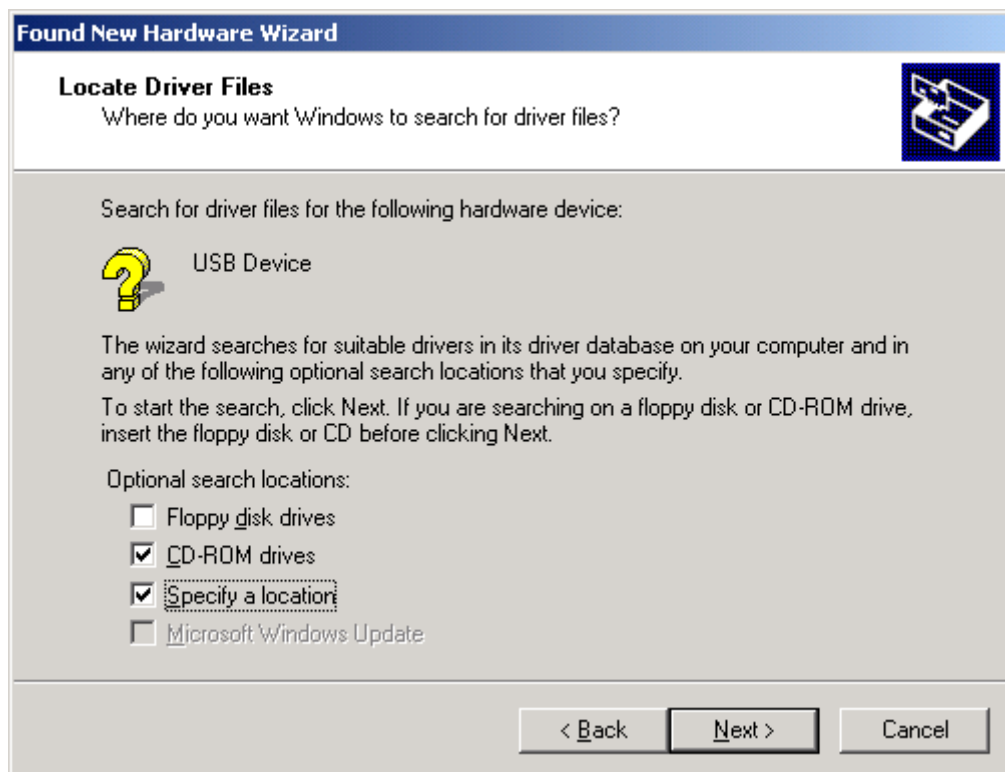 Found New Hardware Wizard
Locate Driver Files
Where do you want Windows to search for driver files?
Search for driver files for the following hardware device:
USB Device
The wizard searches for suitable drivers in its driver database on your computer and in
any of the following optional search locations that you specify.
To start the search, click Next. If you are searching on a floppy disk or CD-ROM drive,
insert the floppy disk or CD before clicking Next.
Optional search locations:
Floppy disk drives
CD-ROM drives
Specify a location
Microsoft Windows Update
< Back
Next >
Cancel